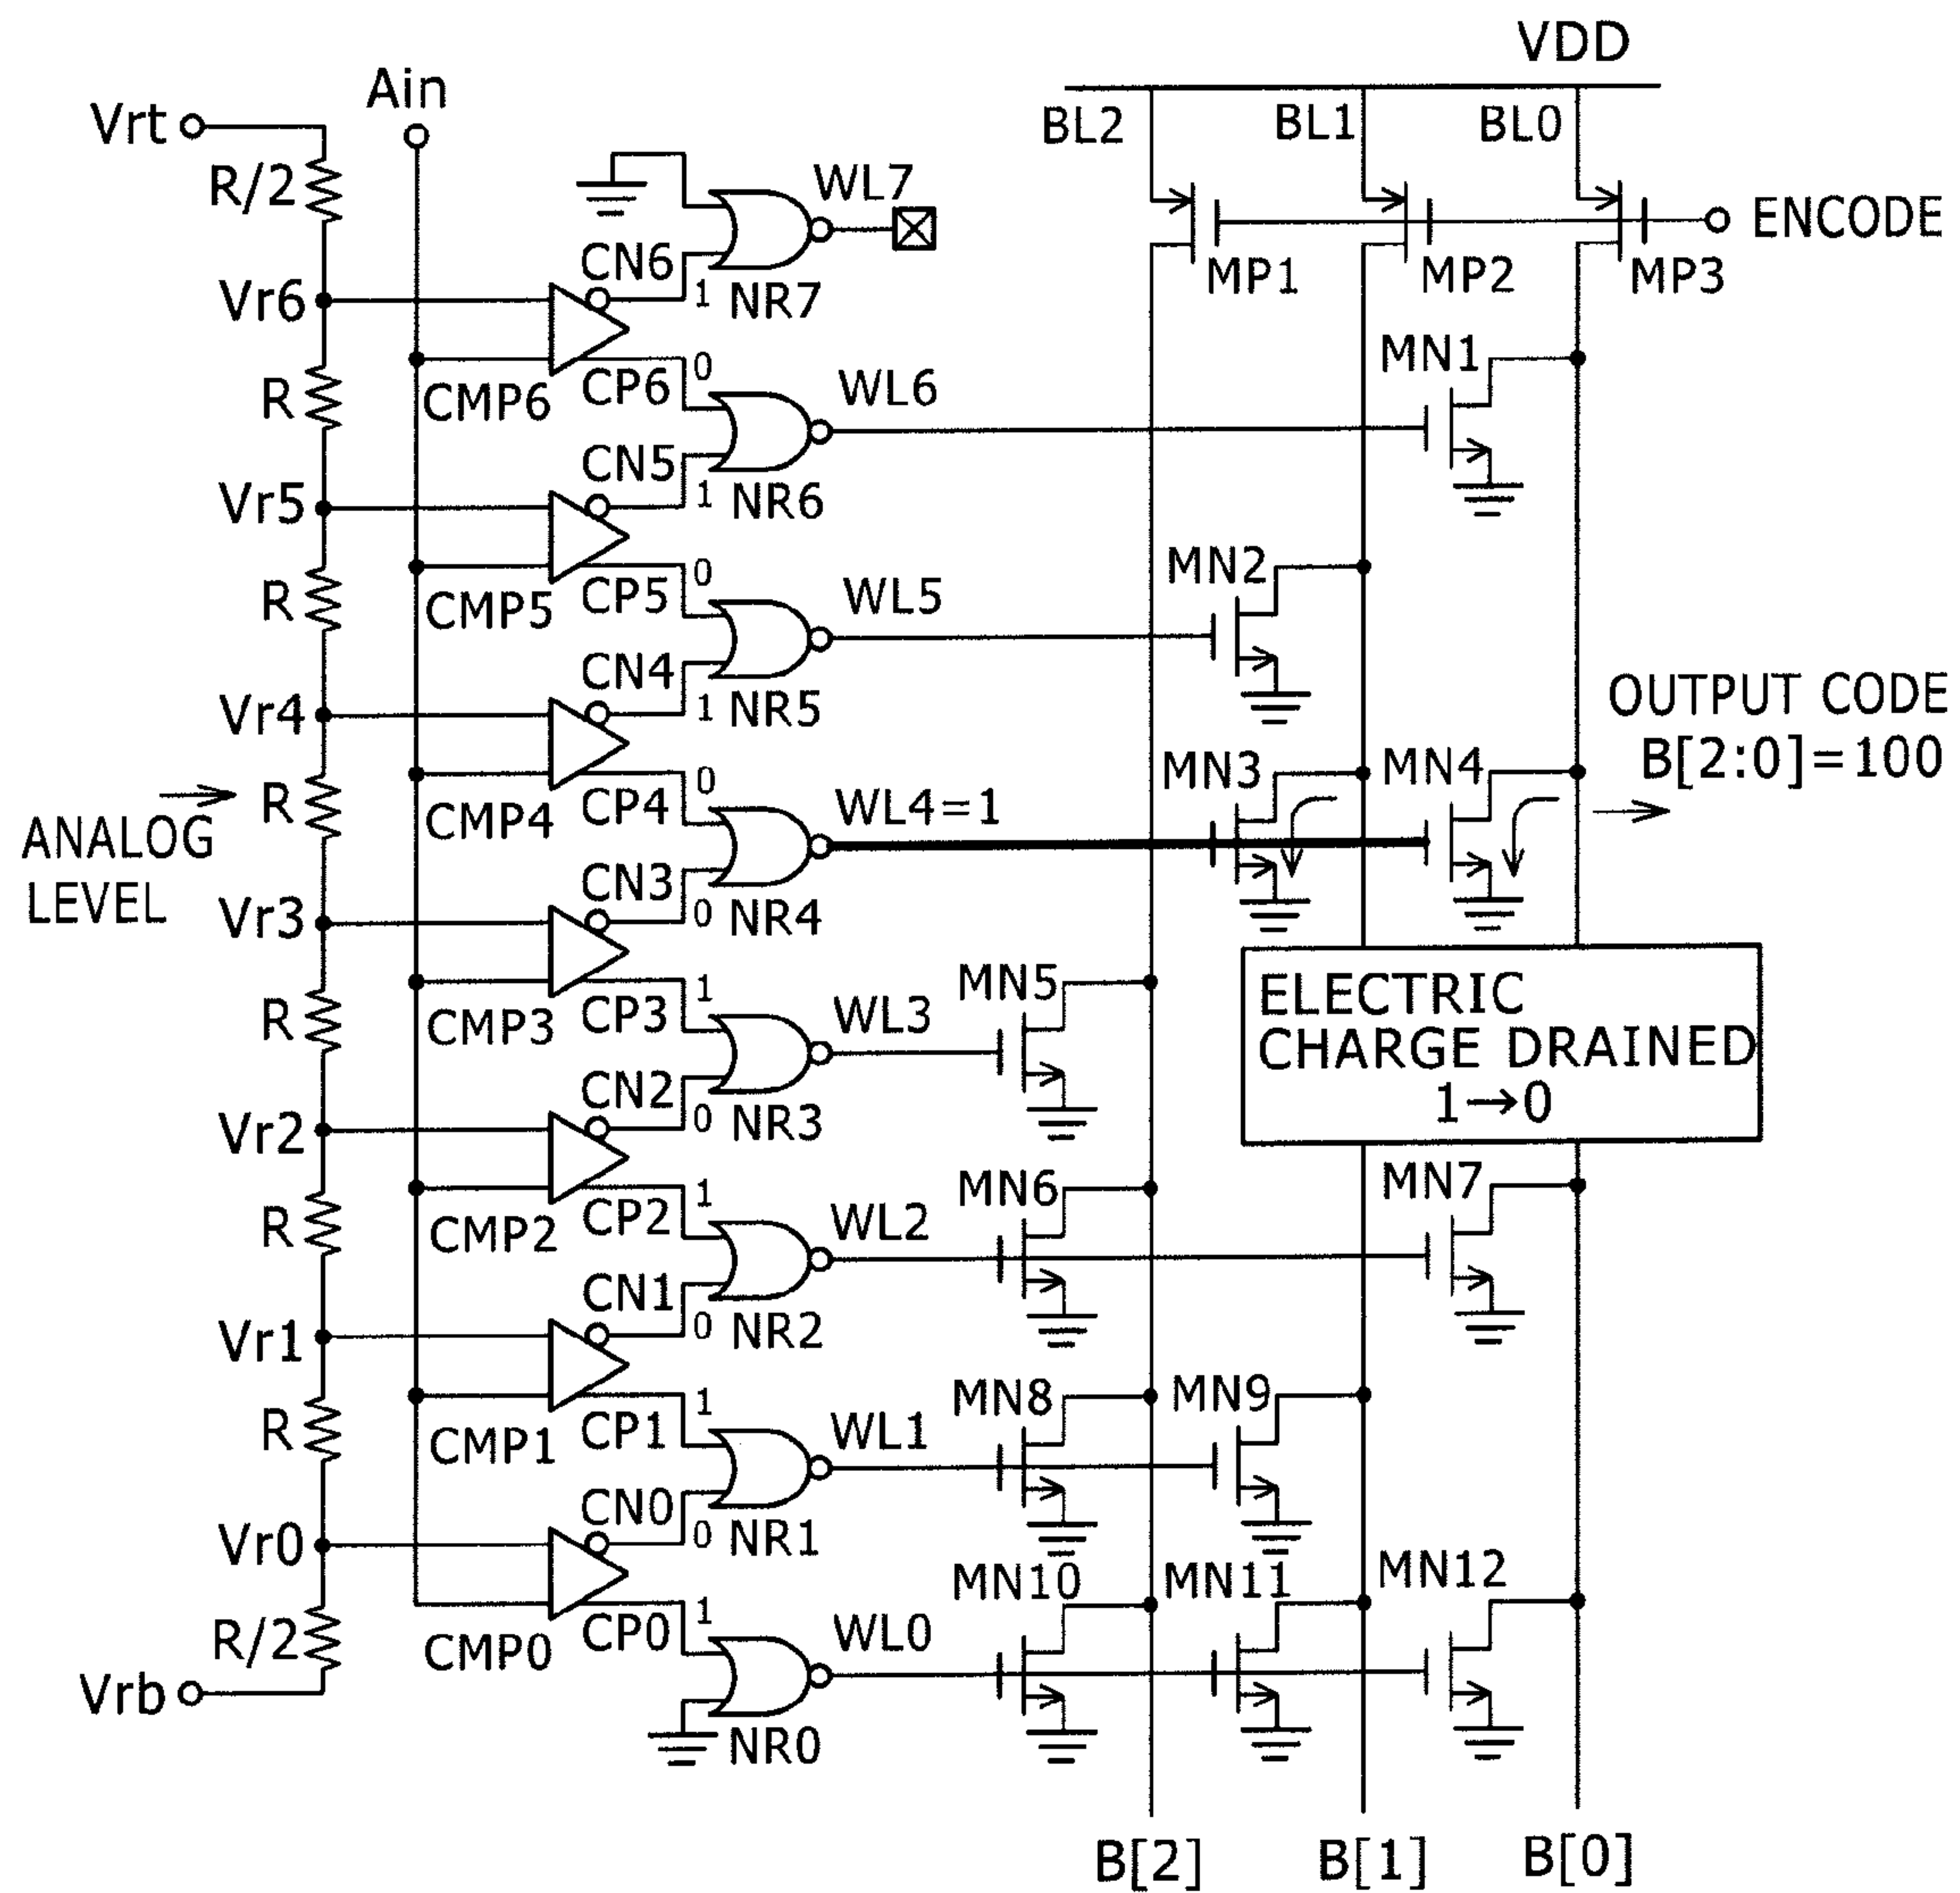 VDD
Ain
Vrt
BL2
BL1
BL0
R/2
WL7
ENCODE
CN6
1
NR7
MP1
MP2
MP3
Vr6
0
MN1
R
CMP6
CP6
WL6
CN5
1
NR6
Vr5
0
MN2
R
CMP5
CP5
WL5
CN4
1
NR5
Vr4
OUTPUT CODE
B[2:0]=100
0
MN3
MN4
R
CMP4
CP4
WL4=1
ANALOG
LEVEL
CN3
0
NR4
Vr3
1
MN5
ELECTRIC
CHARGE DRAINED
1→0
R
CMP3
CP3
WL3
CN2
0
NR3
Vr2
1
MN6
MN7
R
CMP2
CP2
WL2
CN1
0
NR2
Vr1
1
MN8
MN9
R
CMP1
CP1
WL1
CN0
0
NR1
Vr0
1
MN10
MN11
MN12
R/2
CMP0
CP0
WL0
Vrb
NR0
B[2]
B[1]
B[0]